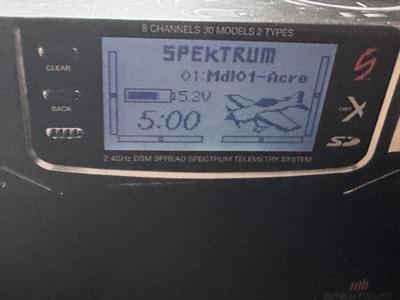 8 CHANNELS 30 MODELS 2 TYPES
SPEKTRUM
01:Mdl01-Acro
5.2V
5:00
CLEAR
BACK
X
2.4GHz DSM SPREAD SPECTRUM TELEMETRY SYSTEM